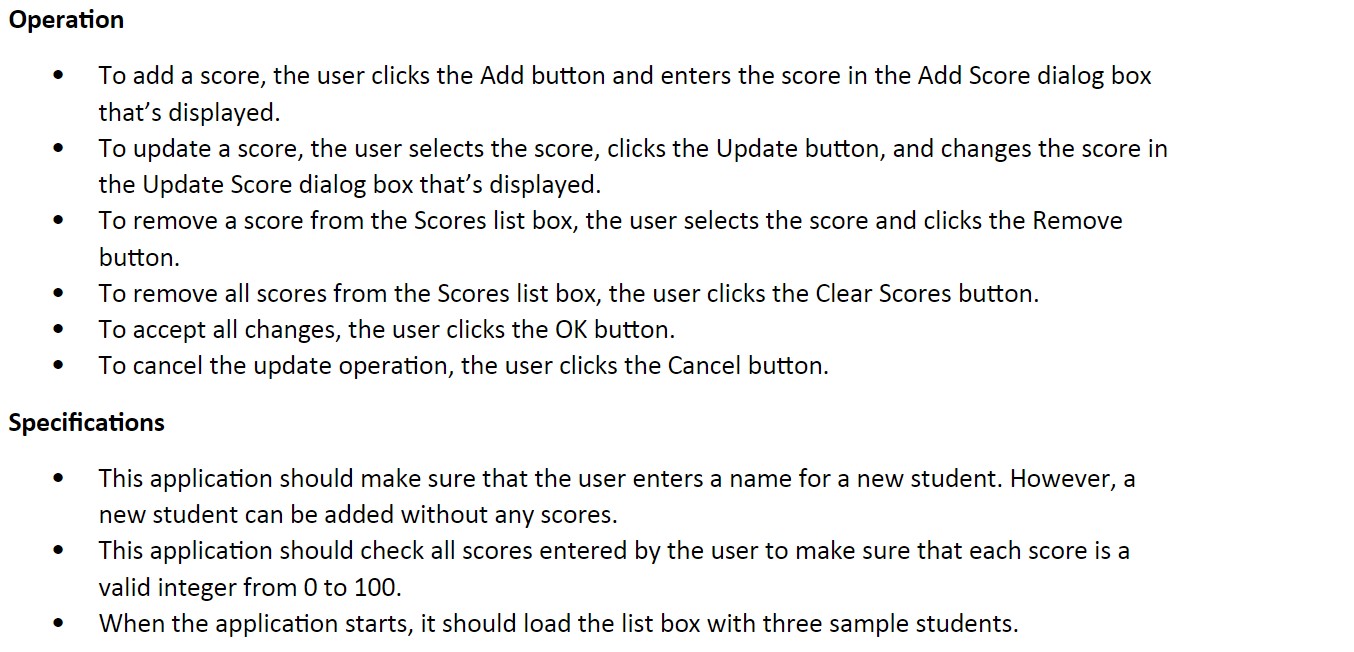 Operation
• To add a score, the user clicks the Add button and enters the score in the Add Score dialog box
that’s displayed.
• To update a score, the user selects the score, clicks the Update button, and changes the score in
the Update Score dialog box that’s displayed.
• To remove a score from the Scores list box, the user selects the score and clicks the Remove
button.
• To remove all scores from the Scores list box, the user clicks the Clear Scores button.
• To accept all changes, the user clicks the OK button.
• To cancel the update operation, the user clicks the Cancel button.
Specifications
• This application should make sure that the user enters a name for a new student. However, a
new student can be added without any scores.
• This application should check all scores entered by the user to make sure that each score is a
valid integer from 0 to 100.
• When the application starts, it should load the list box with three sample students.